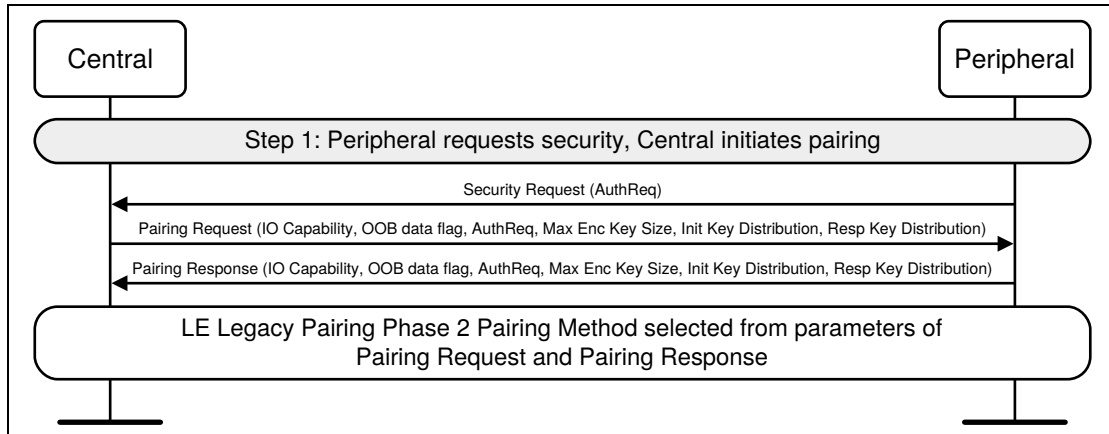 Central
Peripheral
Step 1: Peripheral requests security, Central initiates pairing
Security Request (AuthReq)
Pairing Request (IO Capability, OOB data flag, AuthReq, Max Enc Key Size, Init Key Distribution, Resp Key Distribution)
Pairing Response (IO Capability, OOB data flag, AuthReq, Max Enc Key Size, Init Key Distribution, Resp Key Distribution)
LE Legacy Pairing Phase 2 Pairing Method selected from parameters of
Pairing Request and Pairing Response